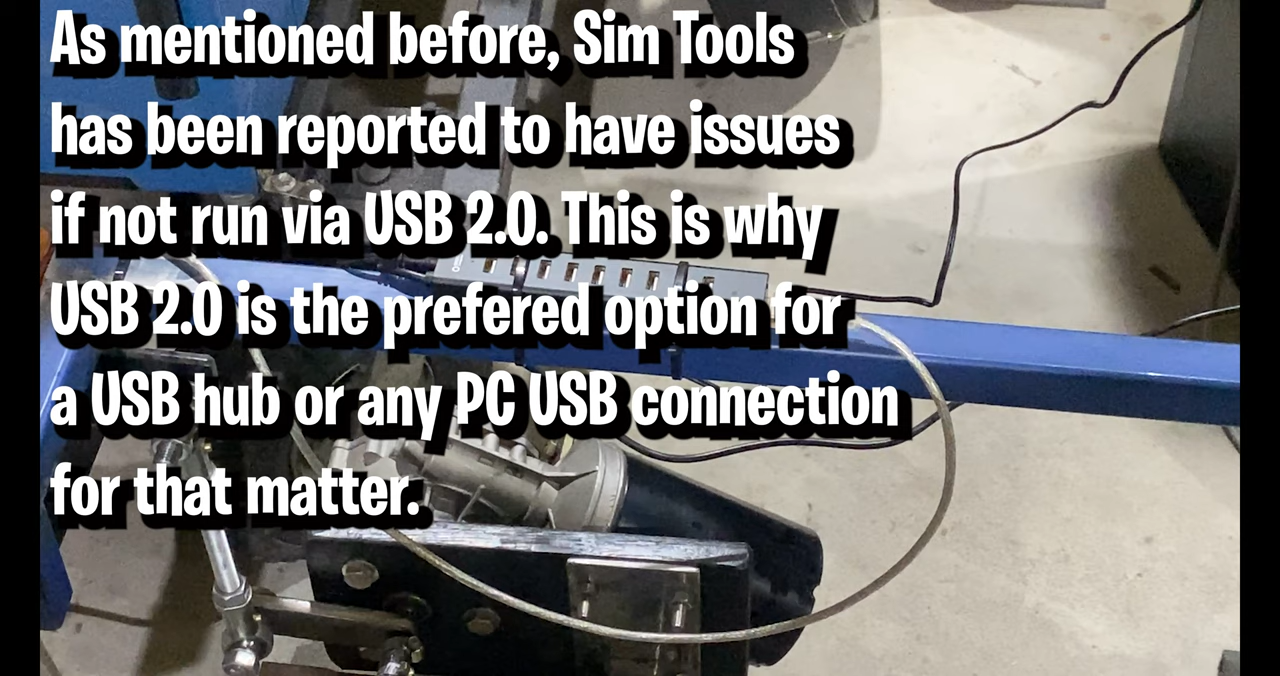 As mentioned before, Sim Tools
has been reported to have issues
if not run via USB 2.0. This is why
USB 2.0 is the prefered option for
a USB hub or any PC USB connection
for that matter.